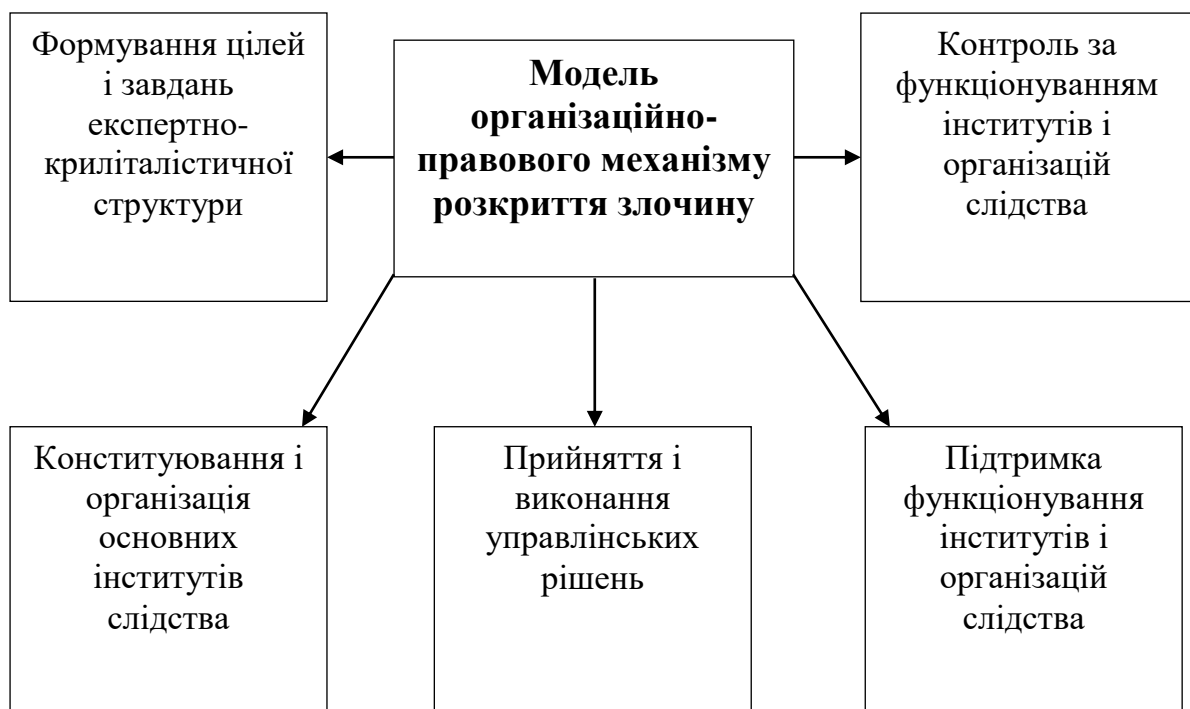 Формування цілей
і завдань
експертно-
криліталістичної
структури
Модель
організаційно-
правового механізму
розкриття злочину
Контроль за
функціонуванням
інститутів і
організацій
слідства
Конституювання і
організація
основних
інститутів
слідства
Прийняття і
виконання
управлінських
рішень
Підтримка
функціонування
інститутів і
організацій
слідства